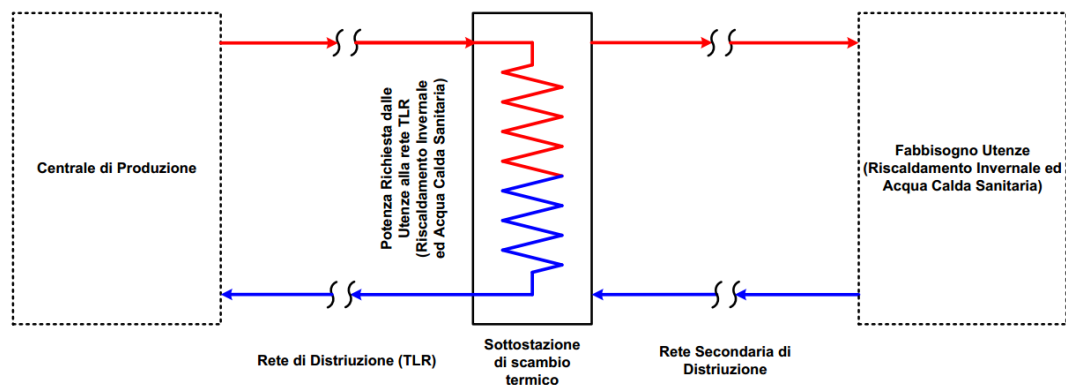 Centrale di Produzione
Potenza Richiesta dalle
Utenze alla rete TLR
(Riscaldamento Invernale
ed Acqua Calda Sanitaria)
Fabbisogno Utenze
(Riscaldamento Invernale ed
Acqua Calda Sanitaria)
Rete di Distriuzione (TLR)
Sottostazione
di scambio
termico
Rete Secondaria di
Distriuzione